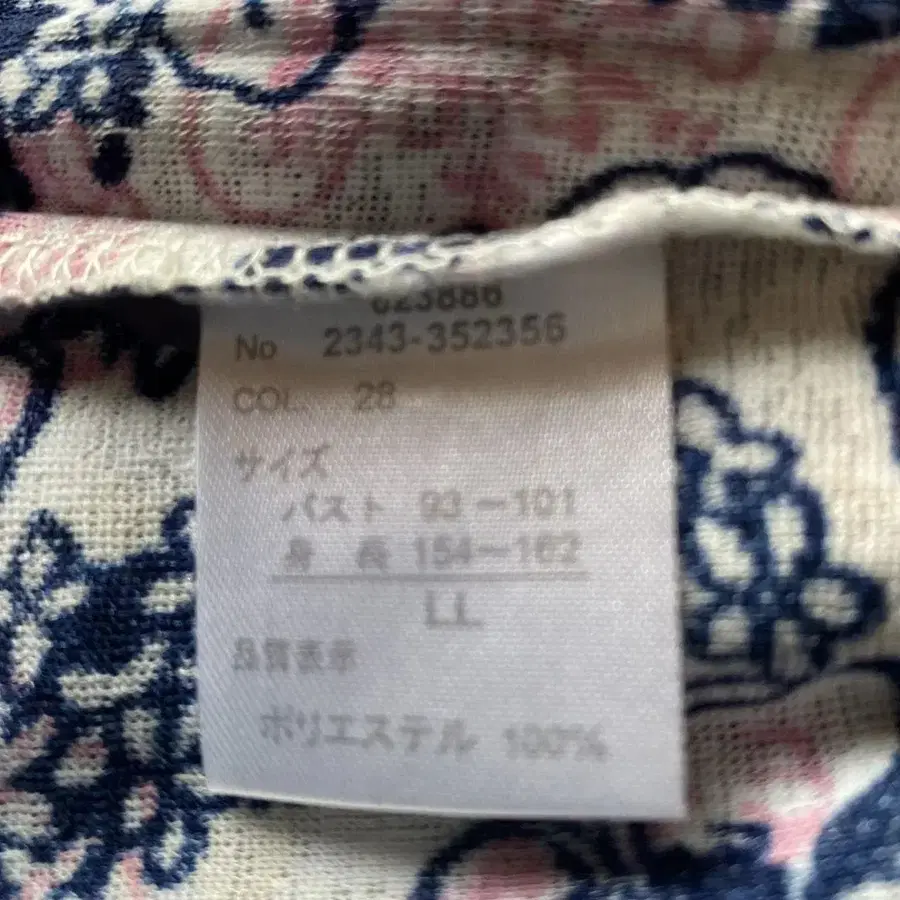 623886
No 2343-352356
COL. 28
サイズ
バスト 93～101
身長 154～162
LL
品質表示
ポリエステル 100%